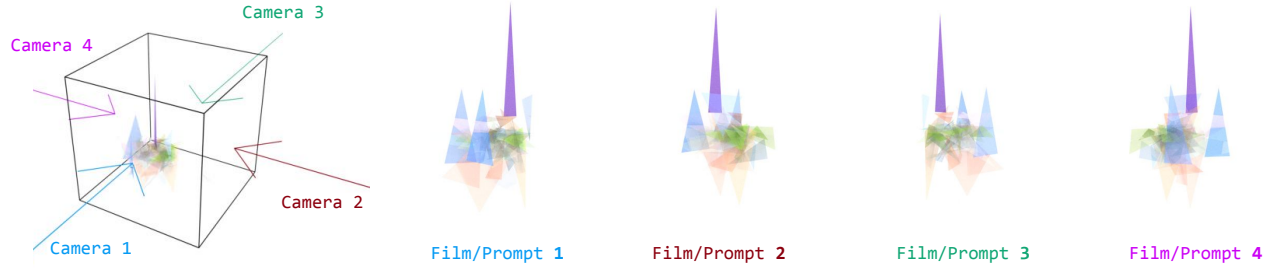 Camera 3
Camera 4
Camera 2
Camera 1
Film/Prompt 1
Film/Prompt 2
Film/Prompt 3
Film/Prompt 4